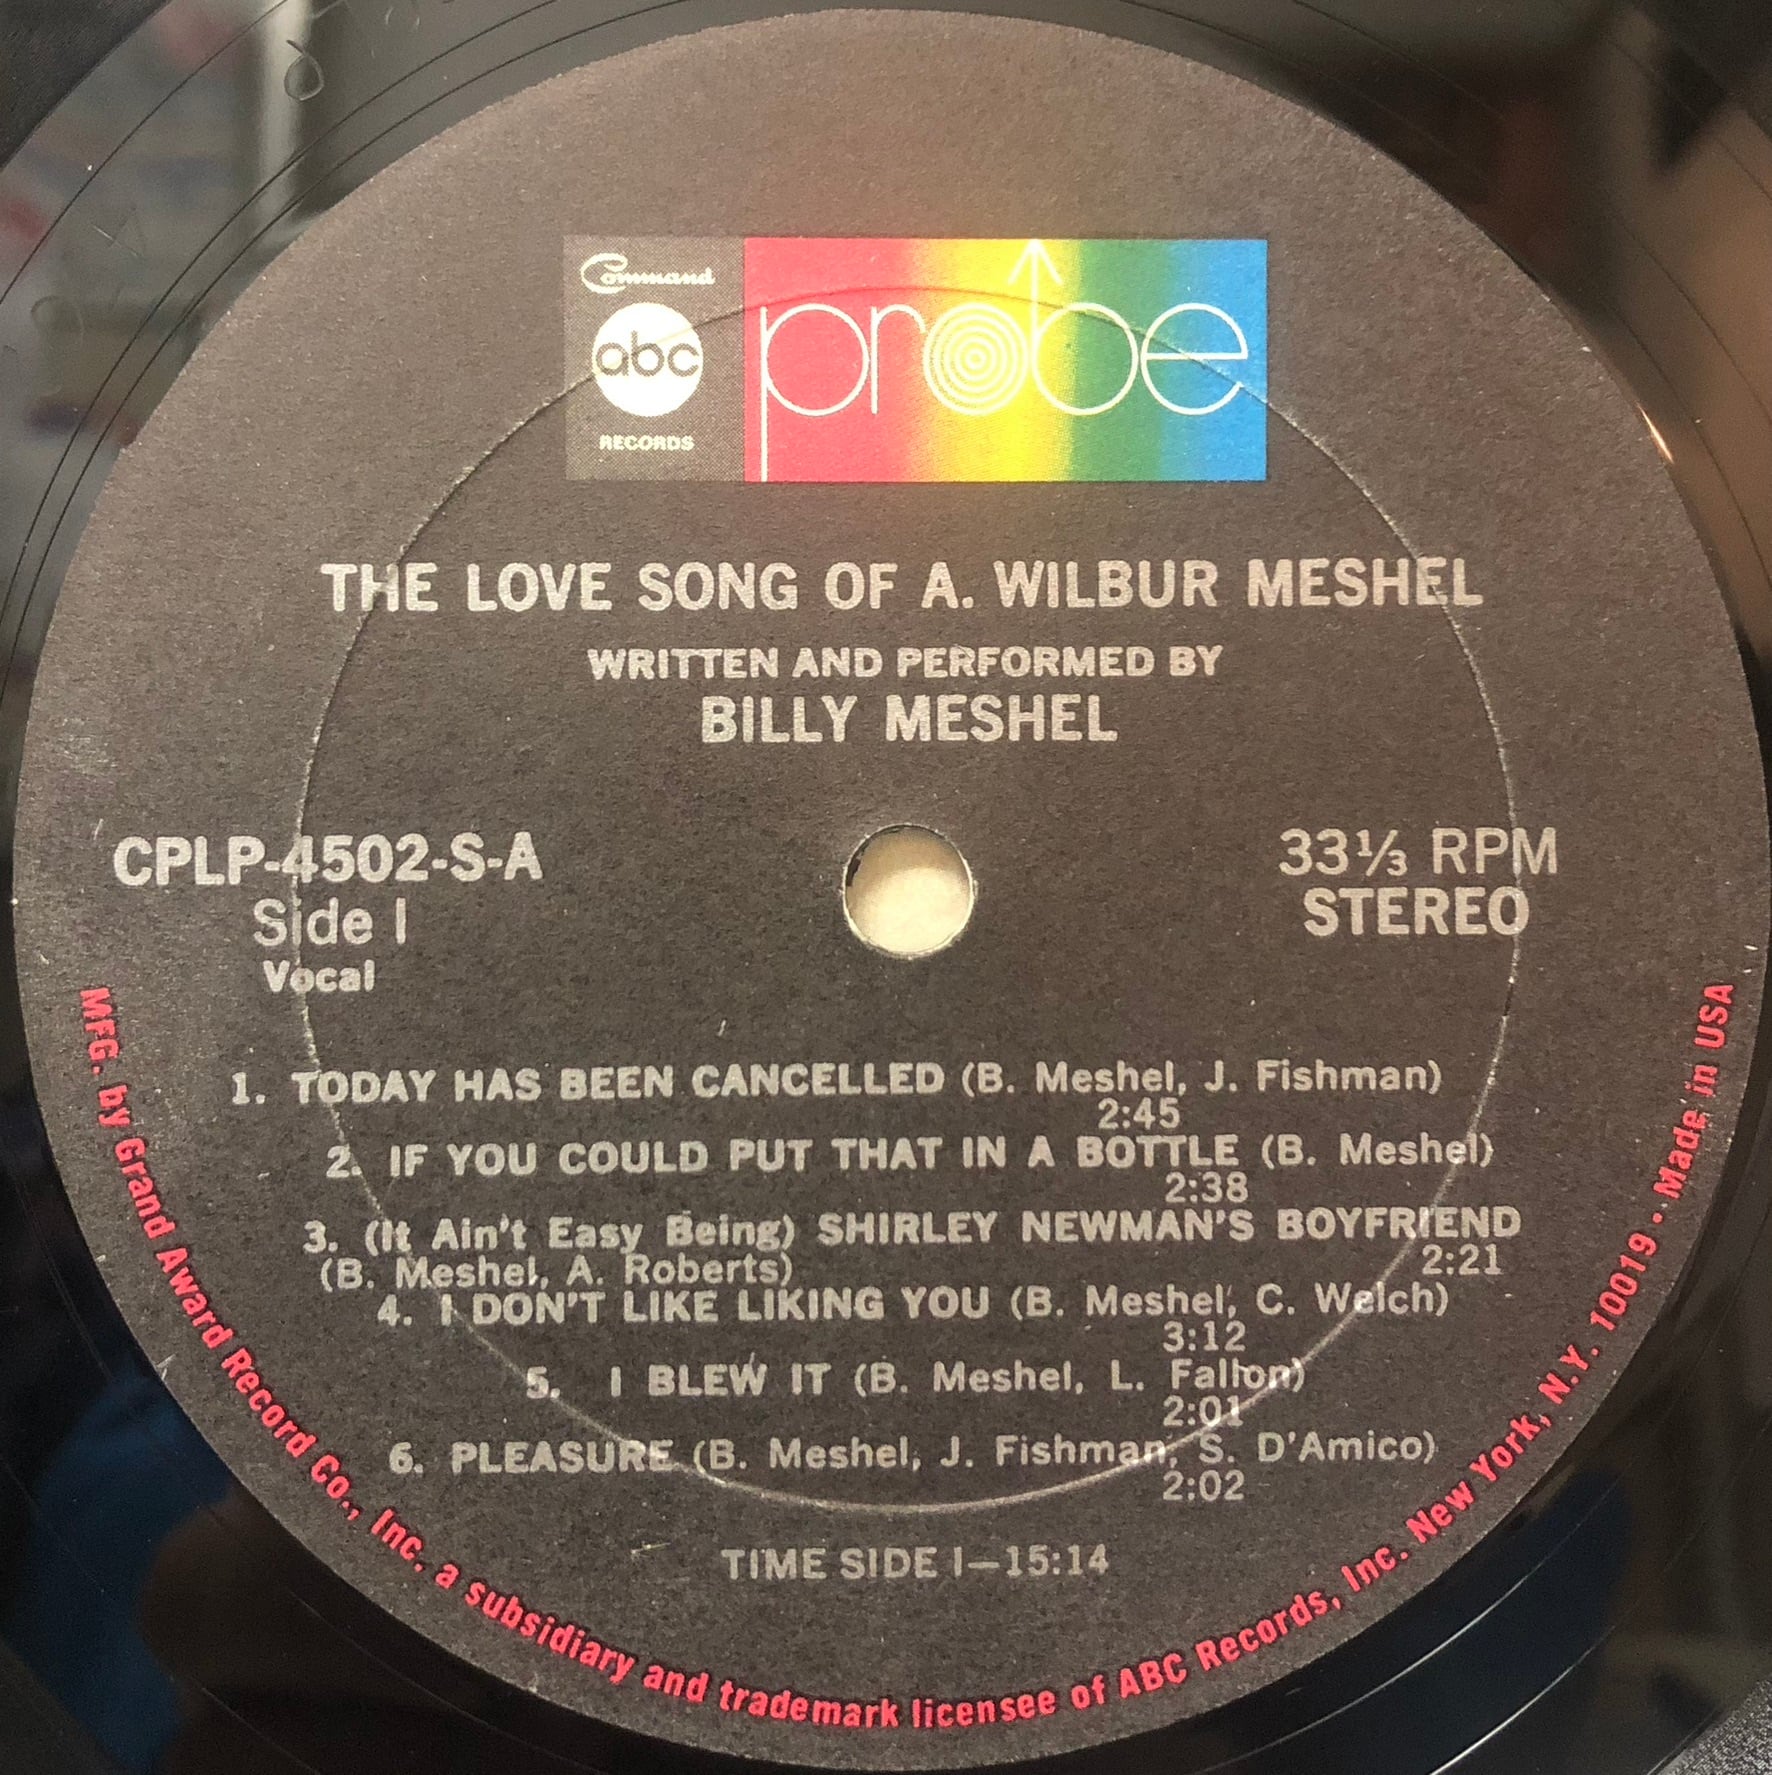 Command
abc
RECORDS
probe
THE LOVE SONG OF A. WILBUR MESHEL
WRITTEN AND PERFORMED BY
BILLY MESHEL
CPLP-4502-S-A
Side I
Vocal
33⅓ RPM
STEREO
1. TODAY HAS BEEN CANCELLED (B. Meshel, J. Fishman)
2:45
2. IF YOU COULD PUT THAT IN A BOTTLE (B. Meshel)
2:38
3. (It Ain't Easy Being) SHIRLEY NEWMAN'S BOYFRIEND
(B. Meshel, A. Roberts) 2:21
4. I DON'T LIKE LIKING YOU (B. Meshel, C. Welch)
3:12
5. I BLEW IT (B. Meshel, L. Fallon)
2:01
6. PLEASURE (B. Meshel, J. Fishman, S. D'Amico)
2:02
TIME SIDE I—15:14
MFG. by Grand Award Record Co., Inc. a subsidiary and trademark licensee of ABC Records, Inc. New York, N.Y. 10019 - Made in USA